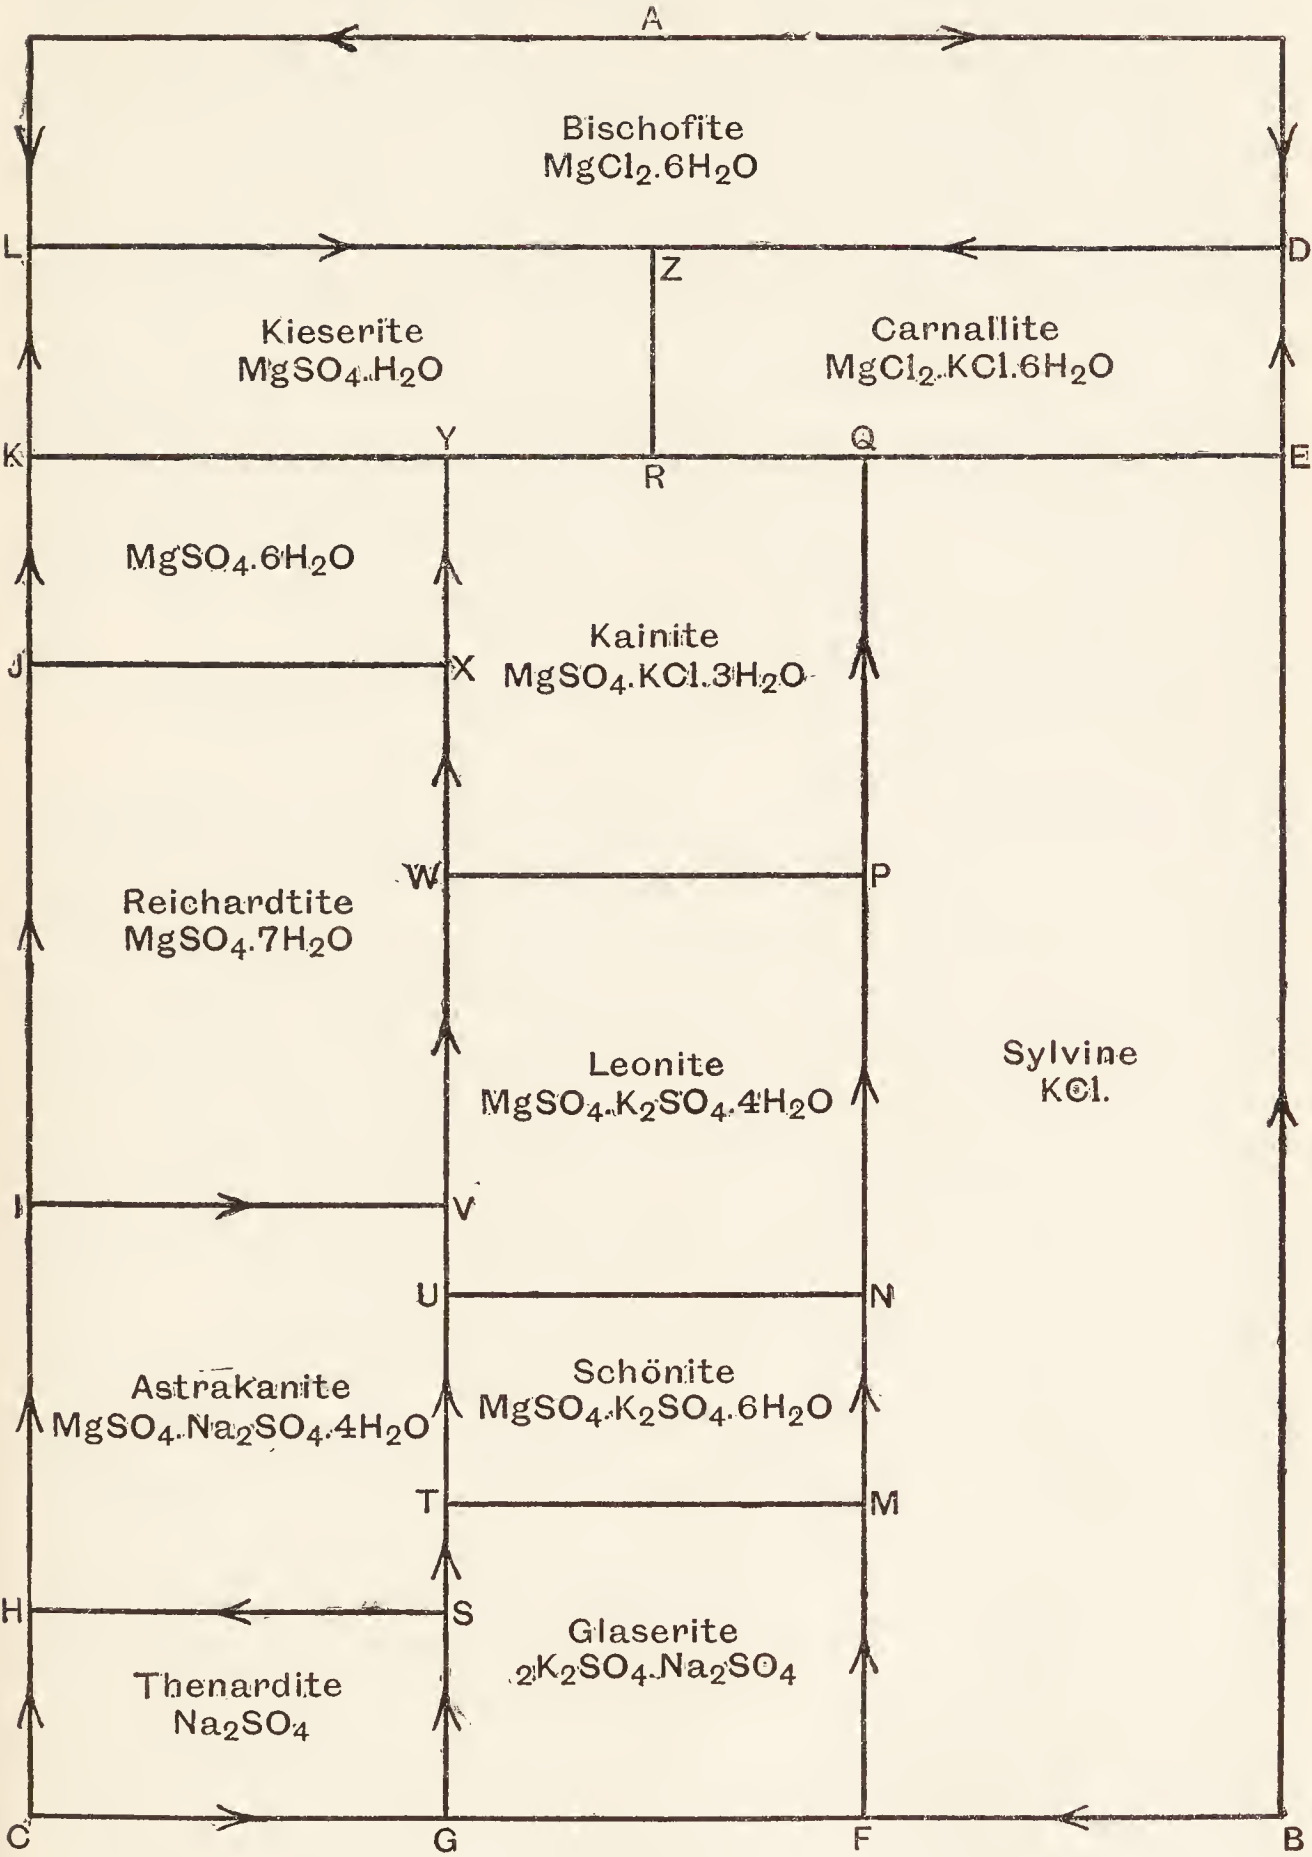 A
Bischofite
MgCl₂.6H₂O
L
Z
D
Kieserite
MgSO₄.H₂O
Carnallite
MgCl₂.KCl.6H₂O
K
Y
R
Q
E
MgSO₄.6H₂O
J
X
Kainite
MgSO₄.KCl.3H₂O
W
P
Reichardtite
MgSO₄.7H₂O
Leonite
MgSO₄.K₂SO₄.4H₂O
Sylvine
KCl.
I
V
U
N
Astrakanite
MgSO₄.Na₂SO₄.4H₂O
Schönite
MgSO₄.K₂SO₄.6H₂O
T
M
H
S
Glaserite
2K₂SO₄.Na₂SO₄
Thenardite
Na₂SO₄
C
G
F
B